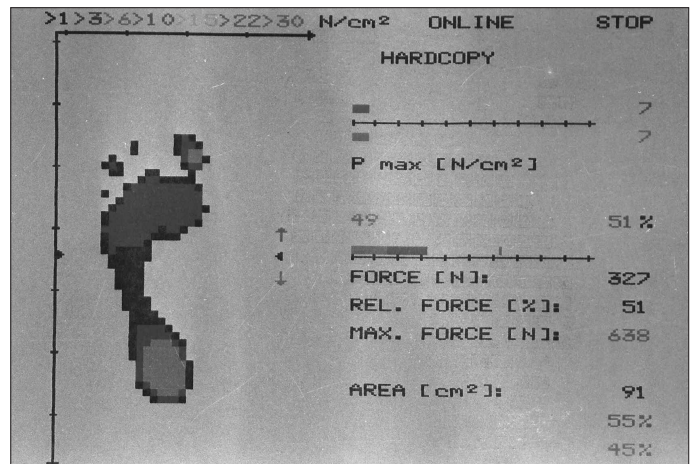 >1>3>6>10>15>22>30 N/cm² ONLINE STOP
HARDCOPY
7
7
P max [N/cm²]
49 51%
FORCE [N]: 327
REL. FORCE [%]: 51
MAX. FORCE [N]: 638
AREA [cm²]: 91
55%
45%